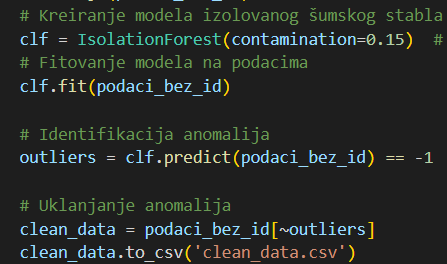 # Kreiranje modela izolovanog šumskog stabla
clf = IsolationForest(contamination=0.15) #
# Fitovanje modela na podacima
clf.fit(podaci_bez_id)
# Identifikacija anomalija
outliers = clf.predict(podaci_bez_id) == -1
# Uklanjanje anomalija
clean_data = podaci_bez_id[~outliers]
clean_data.to_csv('clean_data.csv')